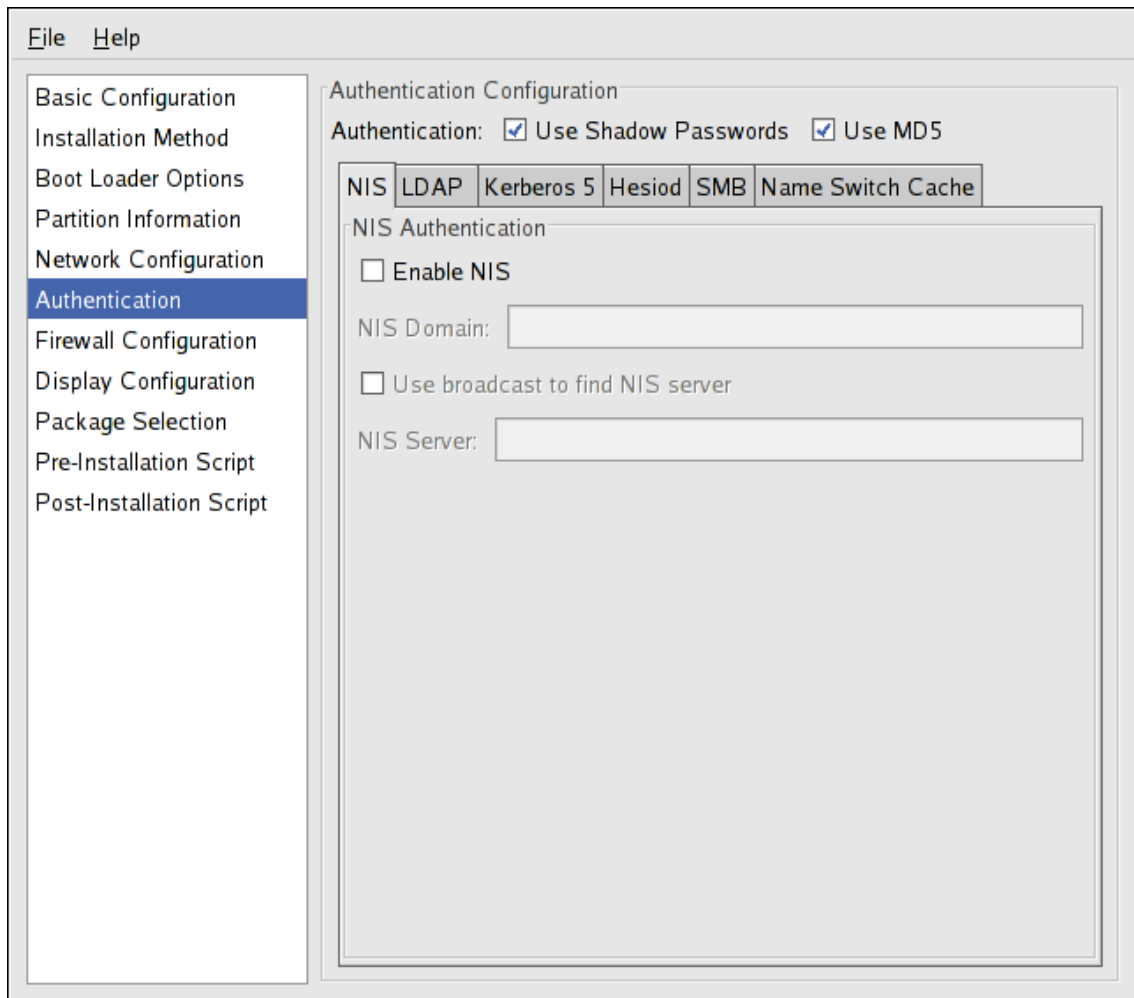 File Help
Basic Configuration
Installation Method
Boot Loader Options
Partition Information
Network Configuration
Authentication
Firewall Configuration
Display Configuration
Package Selection
Pre-Installation Script
Post-Installation Script
Authentication Configuration
Authentication: Use Shadow Passwords Use MD5
NIS LDAP Kerberos 5 Hesiod SMB Name Switch Cache
NIS Authentication
Enable NIS
NIS Domain:
Use broadcast to find NIS server
NIS Server: